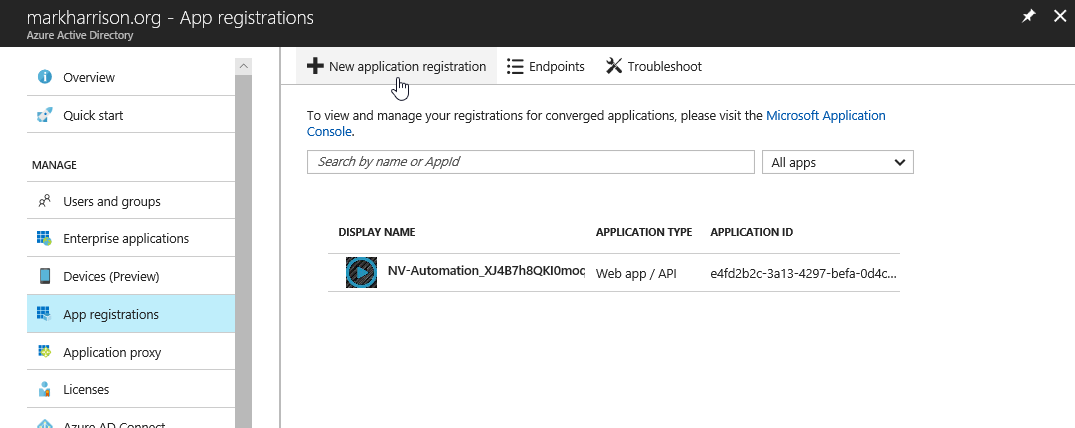 markharrison.org - App registrations
Azure Active Directory
Overview
Quick start
MANAGE
Users and groups
Enterprise applications
Devices (Preview)
App registrations
Application proxy
Licenses
Azure AD Connect
New application registration
Endpoints
Troubleshoot
To view and manage your registrations for converged applications, please visit the Microsoft Application
Console.
Search by name or AppId
All apps
DISPLAY NAME APPLICATION TYPE APPLICATION ID
NV-Automation_XJ4B7h8QKI0moq Web app / API e4fd2b2c-3a13-4297-befa-0d4c...